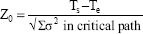 Z₀ = (Tₛ–Tₑ) / √Σσ² in critical path